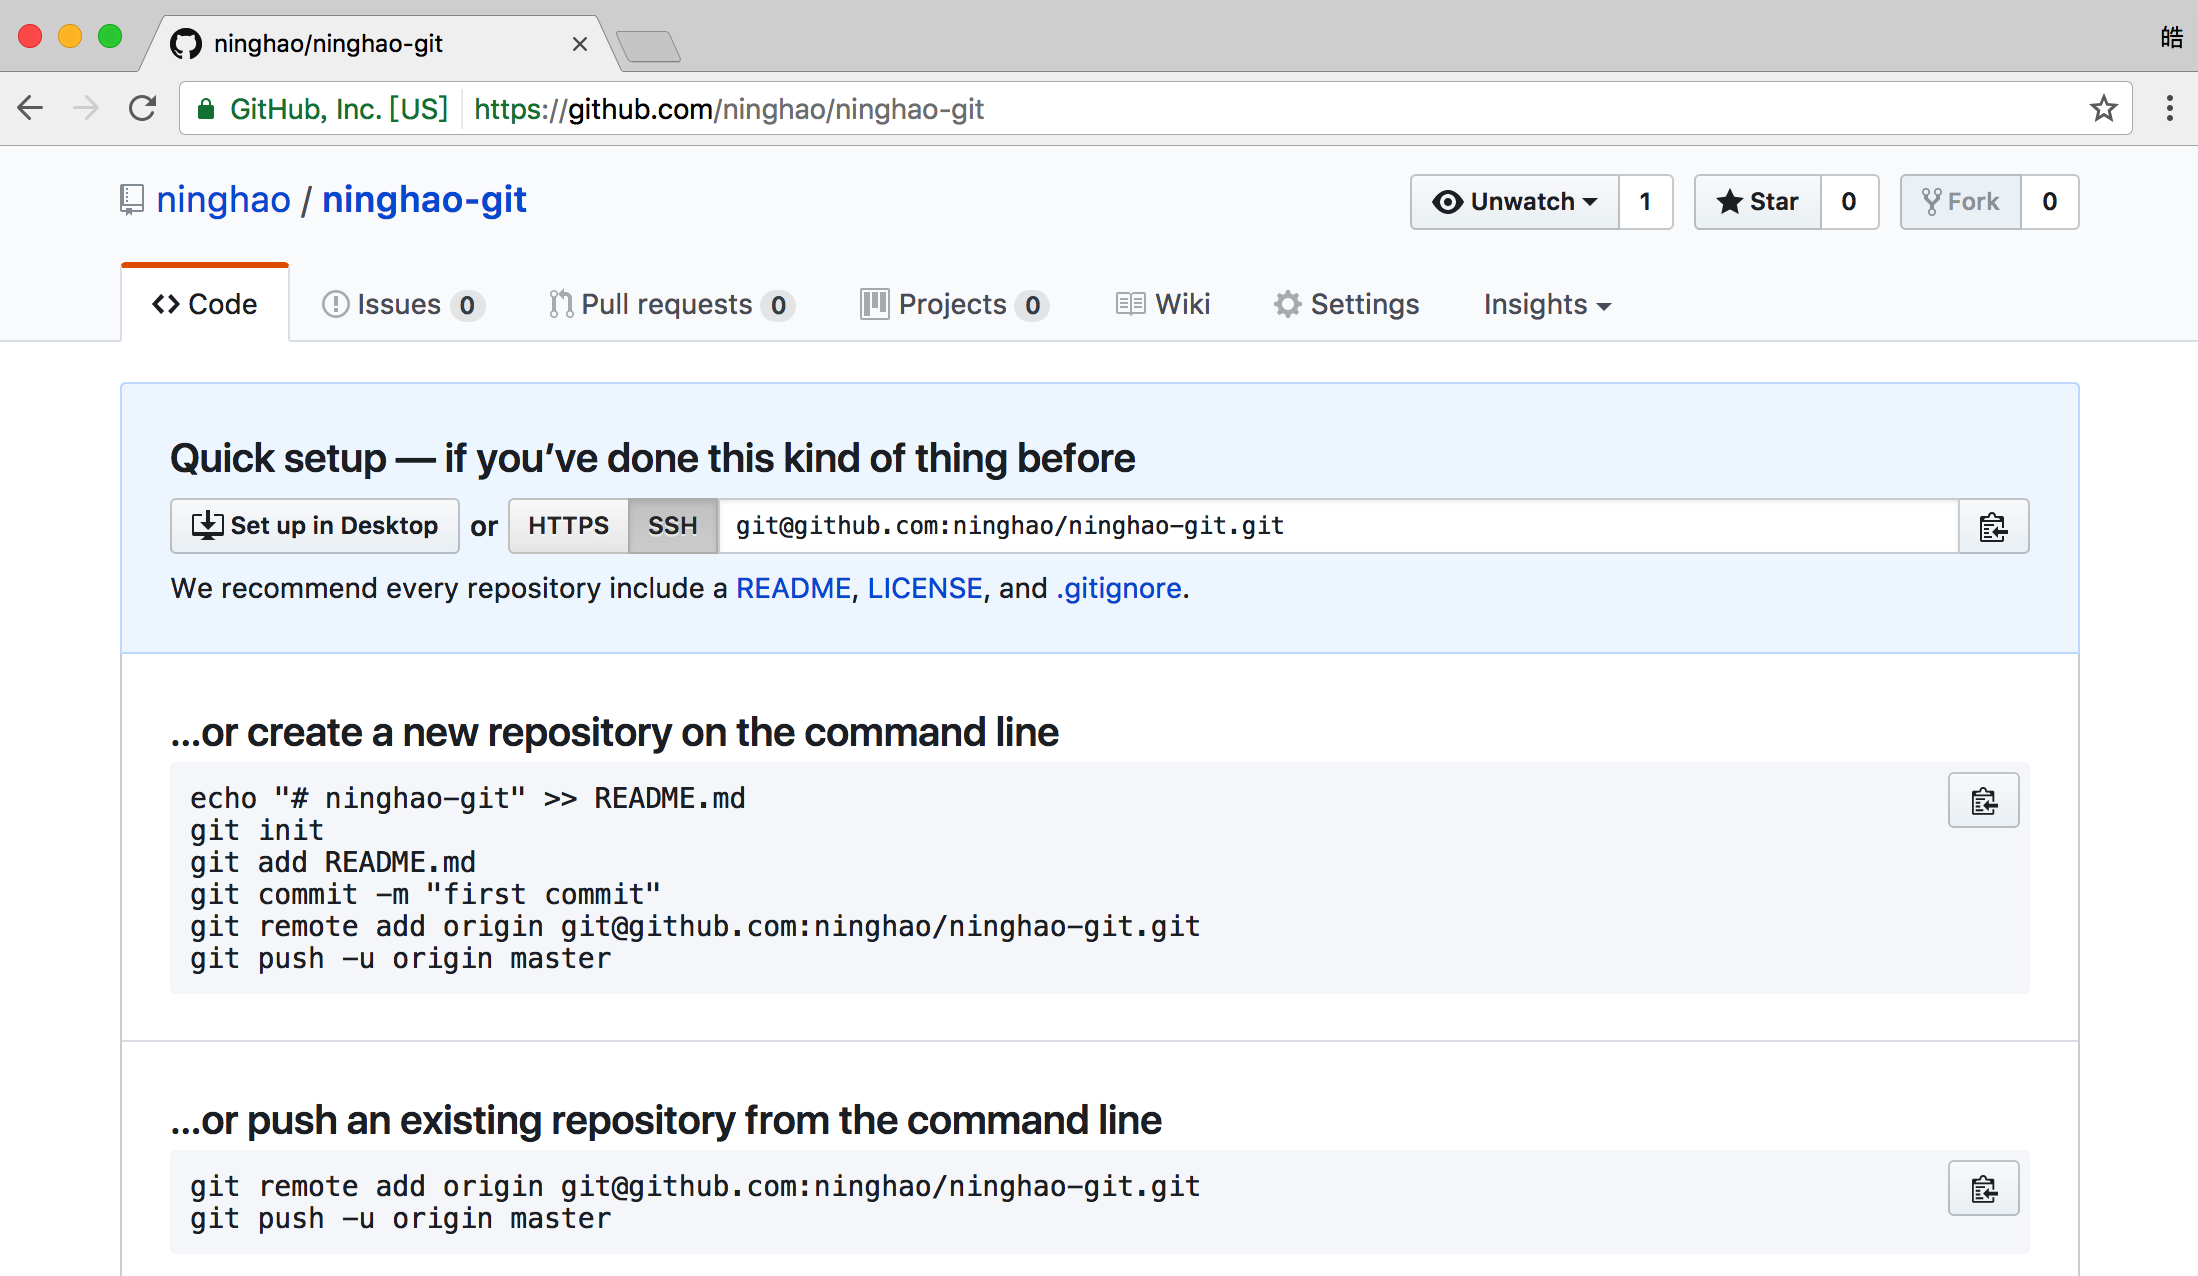 ninghao/ninghao-git
皓
GitHub, Inc. [US] https://github.com/ninghao/ninghao-git
ninghao / ninghao-git
Unwatch 1 Star 0 Fork 0
Code Issues 0 Pull requests 0 Projects 0 Wiki Settings Insights
Quick setup — if you’ve done this kind of thing before
Set up in Desktop or HTTPS SSH git@github.com:ninghao/ninghao-git.git
We recommend every repository include a README, LICENSE, and .gitignore.
…or create a new repository on the command line
echo "# ninghao-git" >> README.md
git init
git add README.md
git commit -m "first commit"
git remote add origin git@github.com:ninghao/ninghao-git.git
git push -u origin master
…or push an existing repository from the command line
git remote add origin git@github.com:ninghao/ninghao-git.git
git push -u origin master